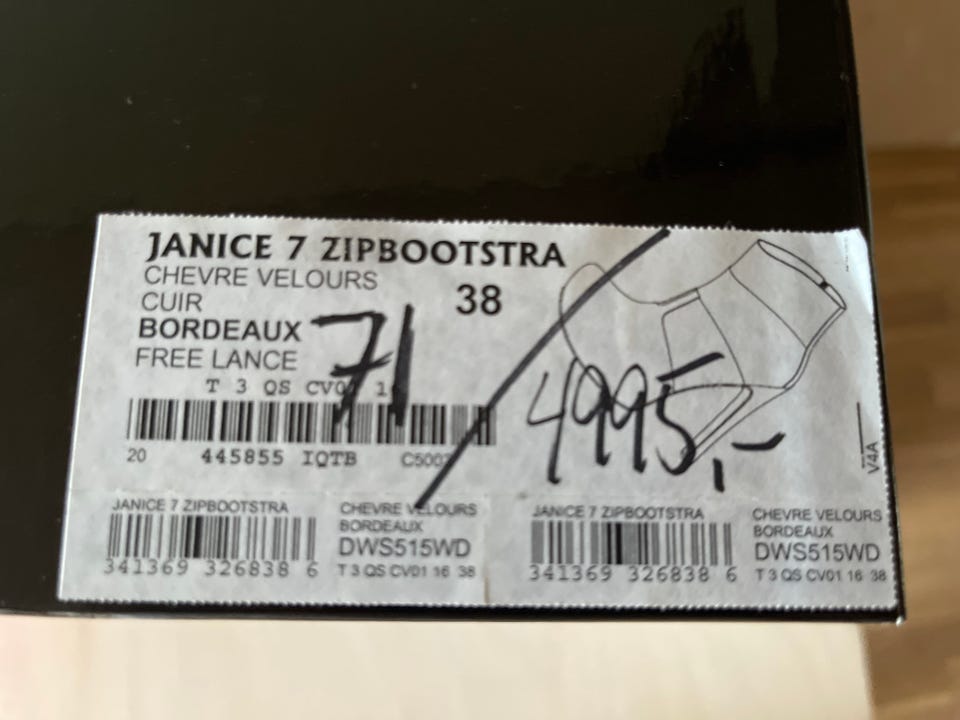 JANICE 7 ZIPBOOTSTRA
CHEVRE VELOURS
CUIR
38
BORDEAUX
FREE LANCE
71 / 4995,-
T 3 QS CV01 16
20 445855 IQTB C5007
V4A
JANICE 7 ZIPBOOTSTRA
341369 326838 6
CHEVRE VELOURS
BORDEAUX
DWS515WD
T 3 QS CV01 16 38
JANICE 7 ZIPBOOTSTRA
341369 326838 6
CHEVRE VELOURS
BORDEAUX
DWS515WD
T 3 QS CV01 16 38